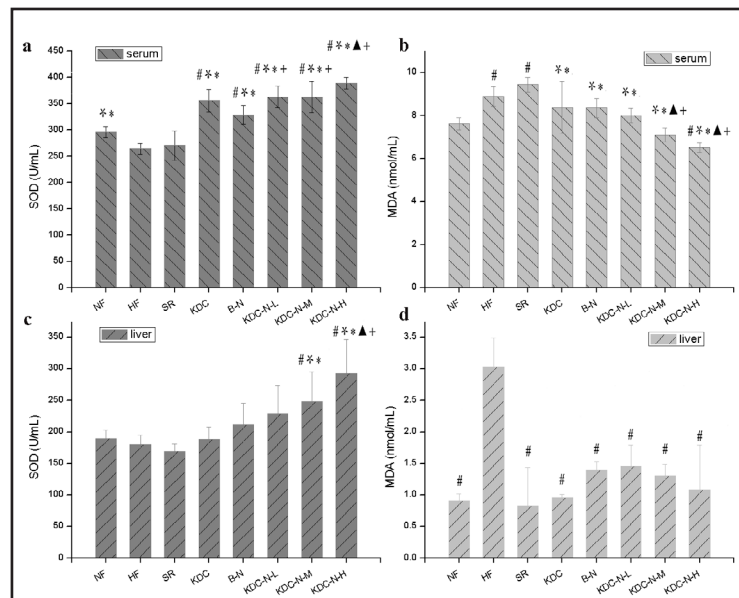 a
serum
# ☆ * ▲ +
# ☆ * +
# ☆ * +
# ☆ *
# ☆ *
☆ *
450
400
350
300
250
200
150
100
50
0
SOD (U/mL)
NF HF SR KDC B-N KDC-N-L KDC-N-M KDC-N-H
b
serum
#
#
☆ *
☆ *
☆ *
☆ * ▲ +
# ☆ * ▲ +
10
8
6
4
2
0
MDA (nmol/mL)
NF HF SR KDC B-N KDC-N-L KDC-N-M KDC-N-H
c
liver
# ☆ * ▲ +
# ☆ *
350
300
250
200
150
100
50
0
SOD (U/mL)
NF HF SR KDC B-N KDC-N-L KDC-N-M KDC-N-H
d
liver
# # # # # # #
3.5
3.0
2.5
2.0
1.5
1.0
0.5
0.0
MDA (nmol/mL)
NF HF SR KDC B-N KDC-N-L KDC-N-M KDC-N-H